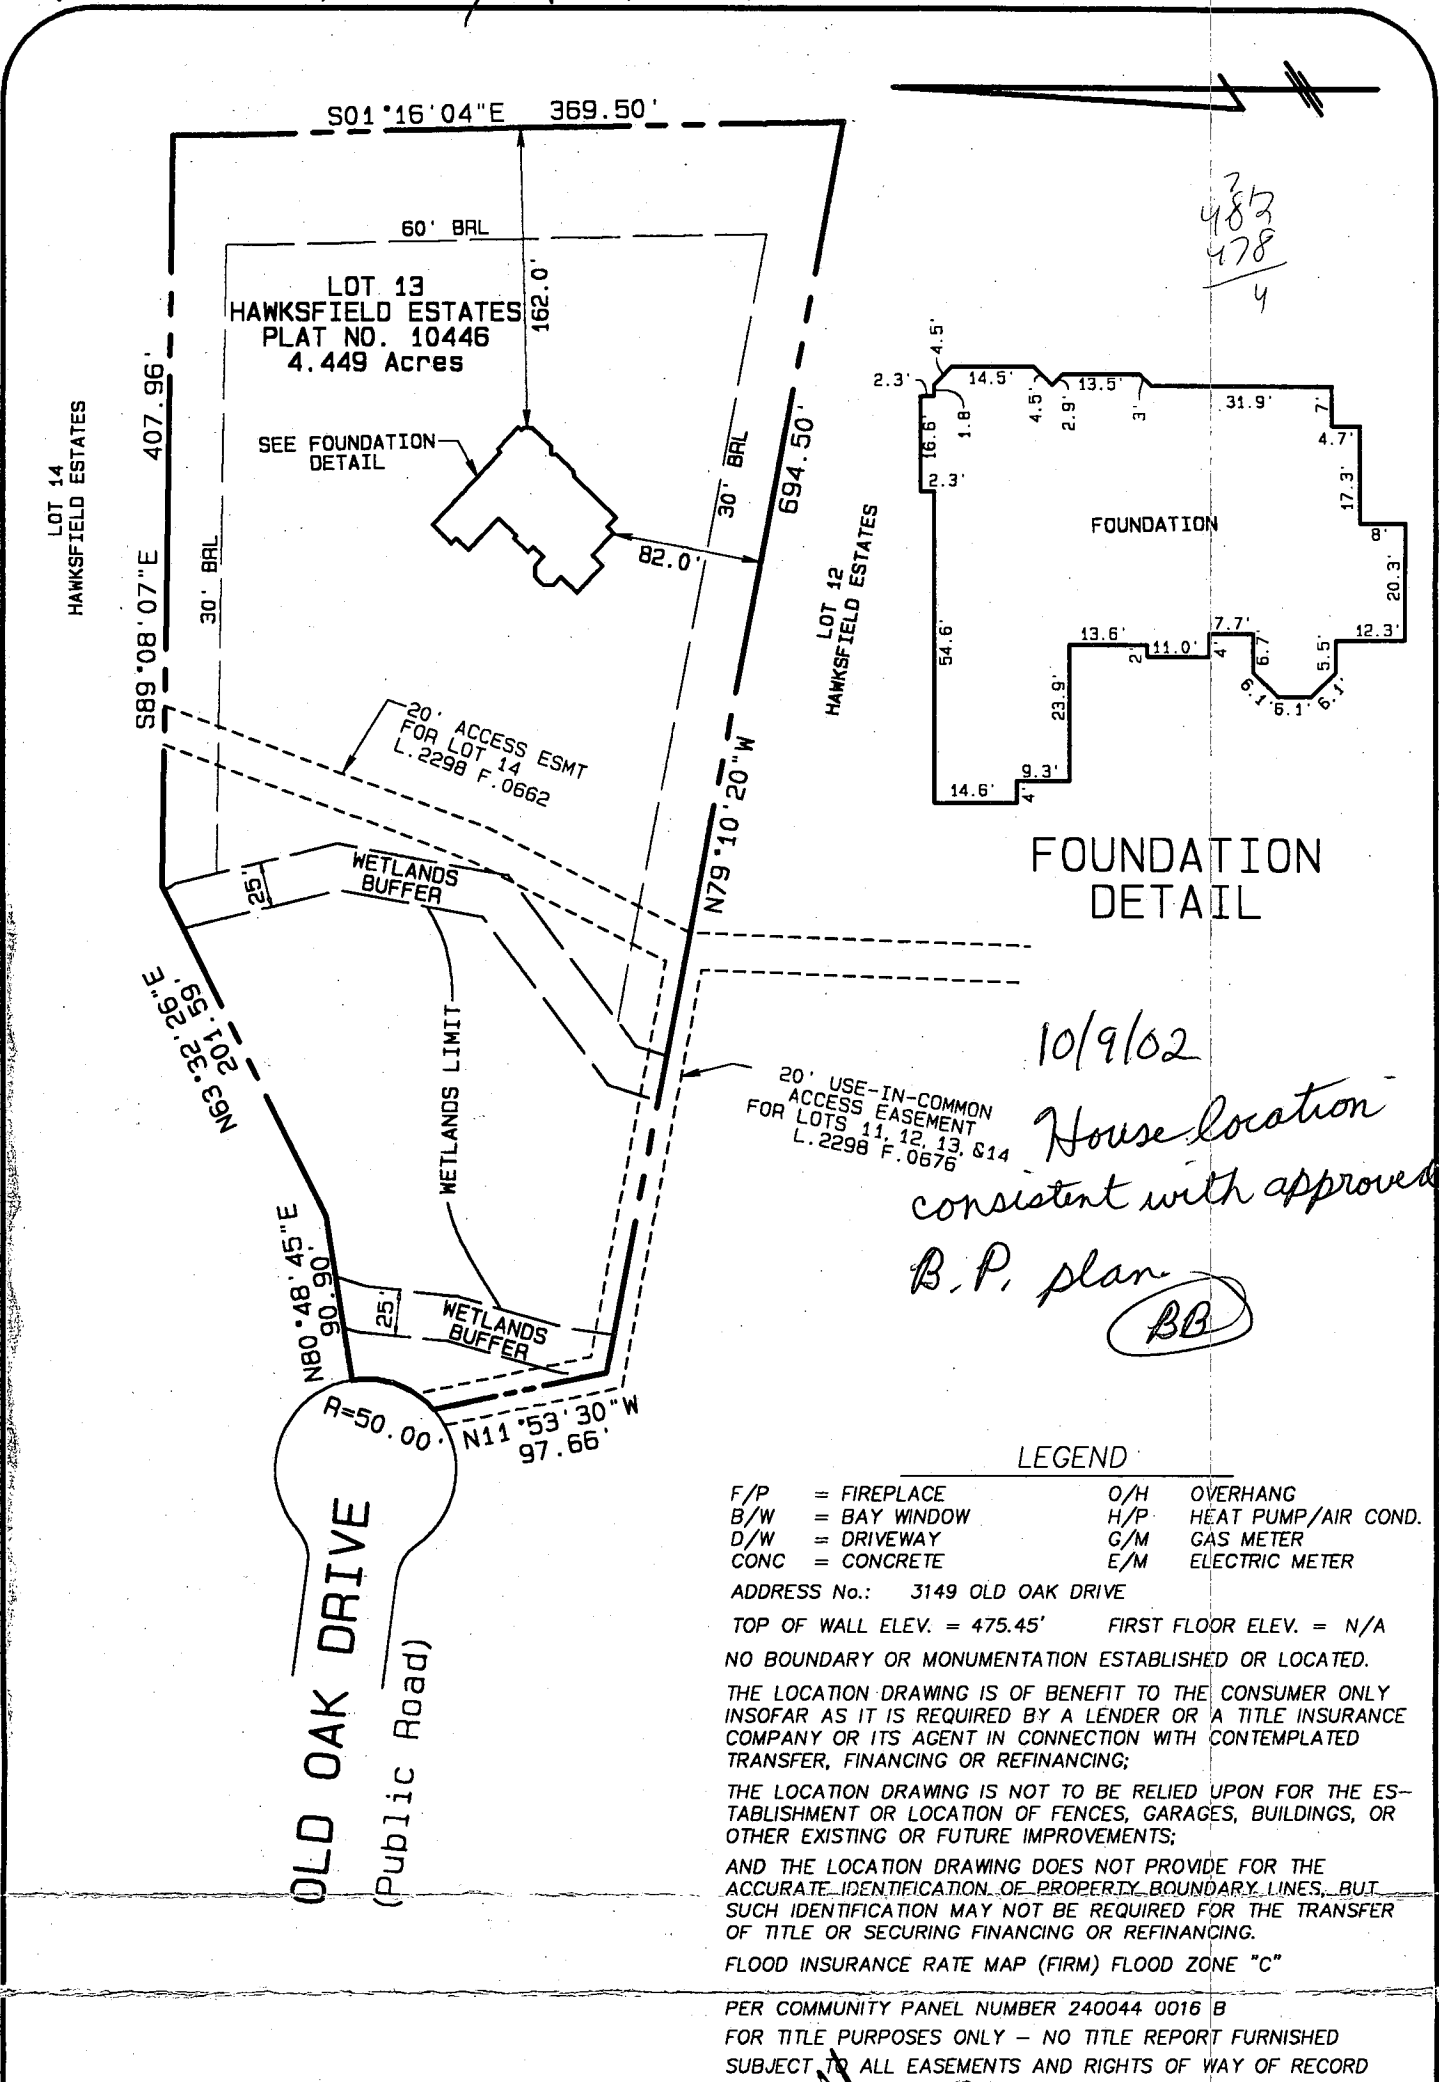 S01°16'04"E 369.50'
60' BRL
LOT 13
HAWKSFIELD ESTATES
PLAT NO. 10446
4.449 Acres
162.0'
SEE FOUNDATION
DETAIL
LOT 14
HAWKSFIELD ESTATES
S89°08'07"E 407.96'
30' BRL
30' BRL
82.0'
694.50'
N79°10'20"W
LOT 12
HAWKSFIELD ESTATES
20' ACCESS ESMT
FOR LOT 14
L.2298 F.0662
WETLANDS
BUFFER
25'
WETLANDS LIMIT
N63°32'26"E
201.59'
20' USE-IN-COMMON
ACCESS EASEMENT
FOR LOTS 11, 12, 13, &14
L.2298 F.0676
N80°48'45"E
90.90'
25'
WETLANDS
BUFFER
R=50.00'
N11°53'30"W
97.66'
OLD OAK DRIVE
(Public Road)
478
4
4.5'
2.3'
14.5'
1.8'
4.5'
2.9'
13.5'
3'
31.9'
7'
4.7'
16.6'
2.3'
17.3'
FOUNDATION
8'
20.3'
54.6'
13.6'
2'
11.0'
4'
7.7'
6.7'
12.3'
5.5'
6.1'
6.1'
6.1'
23.9'
9.3'
14.6'
4'
FOUNDATION
DETAIL
10/9/02
House location
consistent with approved
B.P. plan
BB
LEGEND
F/P = FIREPLACE O/H OVERHANG
B/W = BAY WINDOW H/P HEAT PUMP/AIR COND.
D/W = DRIVEWAY G/M GAS METER
CONC = CONCRETE E/M ELECTRIC METER
ADDRESS No.: 3149 OLD OAK DRIVE
TOP OF WALL ELEV. = 475.45' FIRST FLOOR ELEV. = N/A
NO BOUNDARY OR MONUMENTATION ESTABLISHED OR LOCATED.
THE LOCATION DRAWING IS OF BENEFIT TO THE CONSUMER ONLY
INSOFAR AS IT IS REQUIRED BY A LENDER OR A TITLE INSURANCE
COMPANY OR ITS AGENT IN CONNECTION WITH CONTEMPLATED
TRANSFER, FINANCING OR REFINANCING;
THE LOCATION DRAWING IS NOT TO BE RELIED UPON FOR THE ES-
TABLISHMENT OR LOCATION OF FENCES, GARAGES, BUILDINGS, OR
OTHER EXISTING OR FUTURE IMPROVEMENTS;
AND THE LOCATION DRAWING DOES NOT PROVIDE FOR THE
ACCURATE IDENTIFICATION OF PROPERTY BOUNDARY LINES, BUT
SUCH IDENTIFICATION MAY NOT BE REQUIRED FOR THE TRANSFER
OF TITLE OR SECURING FINANCING OR REFINANCING.
FLOOD INSURANCE RATE MAP (FIRM) FLOOD ZONE "C"
PER COMMUNITY PANEL NUMBER 240044 0016 B
FOR TITLE PURPOSES ONLY – NO TITLE REPORT FURNISHED
SUBJECT TO ALL EASEMENTS AND RIGHTS OF WAY OF RECORD